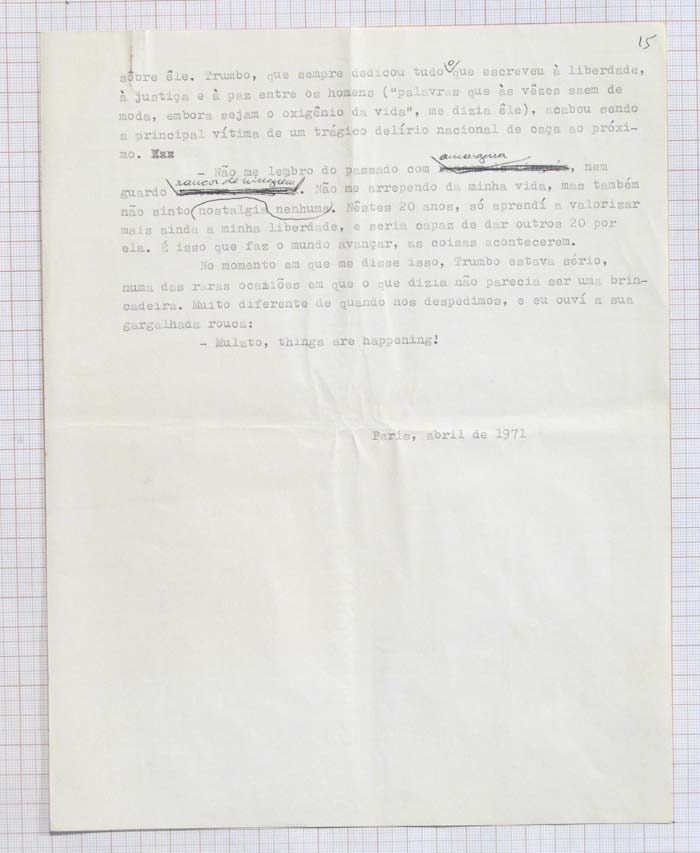 15
sôbre êle. Trumbo, que sempre dedicou tudo o que escreveu à liberdade,
à justiça e à paz entre os homens ("palavras que às vêzes saem de
moda, embora sejam o oxigênio da vida", me dizia êle), acabou sendo
a principal vítima de um trágico delírio nacional de caça ao próxi-
mo. Xxx
- Não me lembro do passado com amargura, nem
guardo rancor de ninguém. Não me arrependo da minha vida, mas também
não sinto nostalgia nenhuma. Nêstes 20 anos, só aprendí a valorizar
mais ainda a minha liberdade, e seria capaz de dar outros 20 por
ela. É isso que faz o mundo avançar, as coisas acontecerem.
No momento em que me disse isso, Trumbo estava sério,
numa das raras ocasiões em que o que dizia não parecia ser uma brin-
cadeira. Muito diferente de quando nos despedimos, e eu ouví a sua
gargalhada rouca:
- Mulato, things are happening!
Paris, abril de 1971